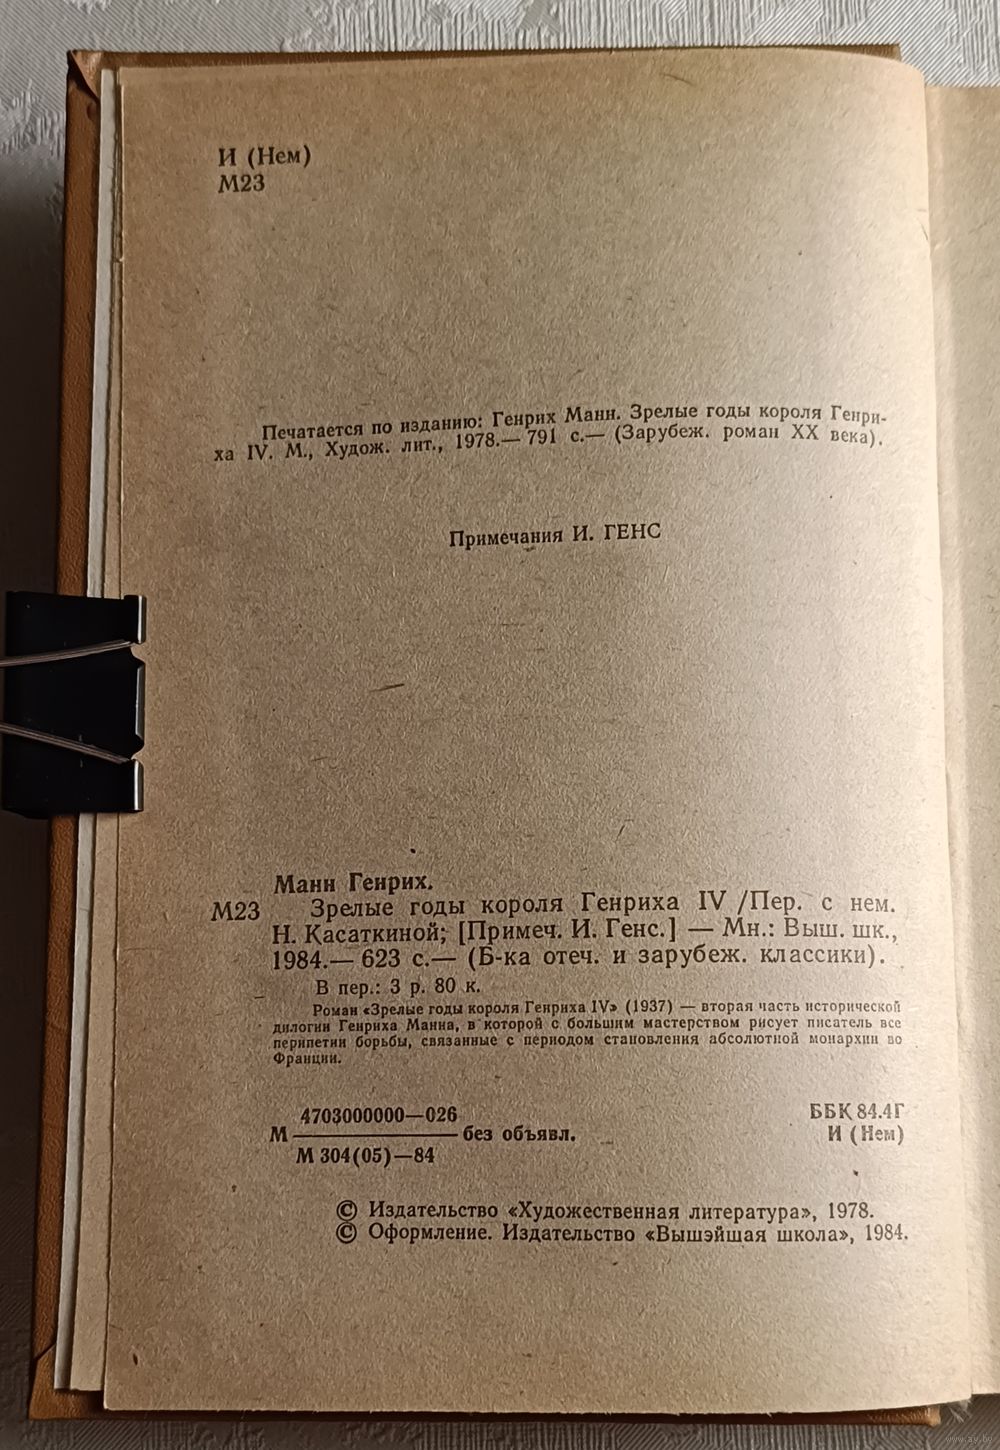 И (Нем)
М23
Печатается по изданию: Генрих Манн. Зрелые годы короля Генри-
ха IV. М., Худож. лит., 1978.— 791 с.— (Зарубеж. роман XX века).
Примечания И. ГЕНС
Манн Генрих.
М23 Зрелые годы короля Генриха IV /Пер. с нем.
Н. Касаткиной; [Примеч. И. Генс.] — Мн.: Выш. шк.,
1984.— 623 с.— (Б-ка отеч. и зарубеж. классики).
В пер.: 3 р. 80 к.
Роман «Зрелые годы короля Генриха IV» (1937) — вторая часть исторической
дилогии Генриха Манна, в которой с большим мастерством рисует писатель все
перипетии борьбы, связанные с периодом становления абсолютной монархии во
Франции.
4703000000—026
М без объявл.
М 304(05)—84
ББК 84.4Г
И (Нем)
© Издательство «Художественная литература», 1978.
© Оформление. Издательство «Вышэйшая школа», 1984.
www.ay.by